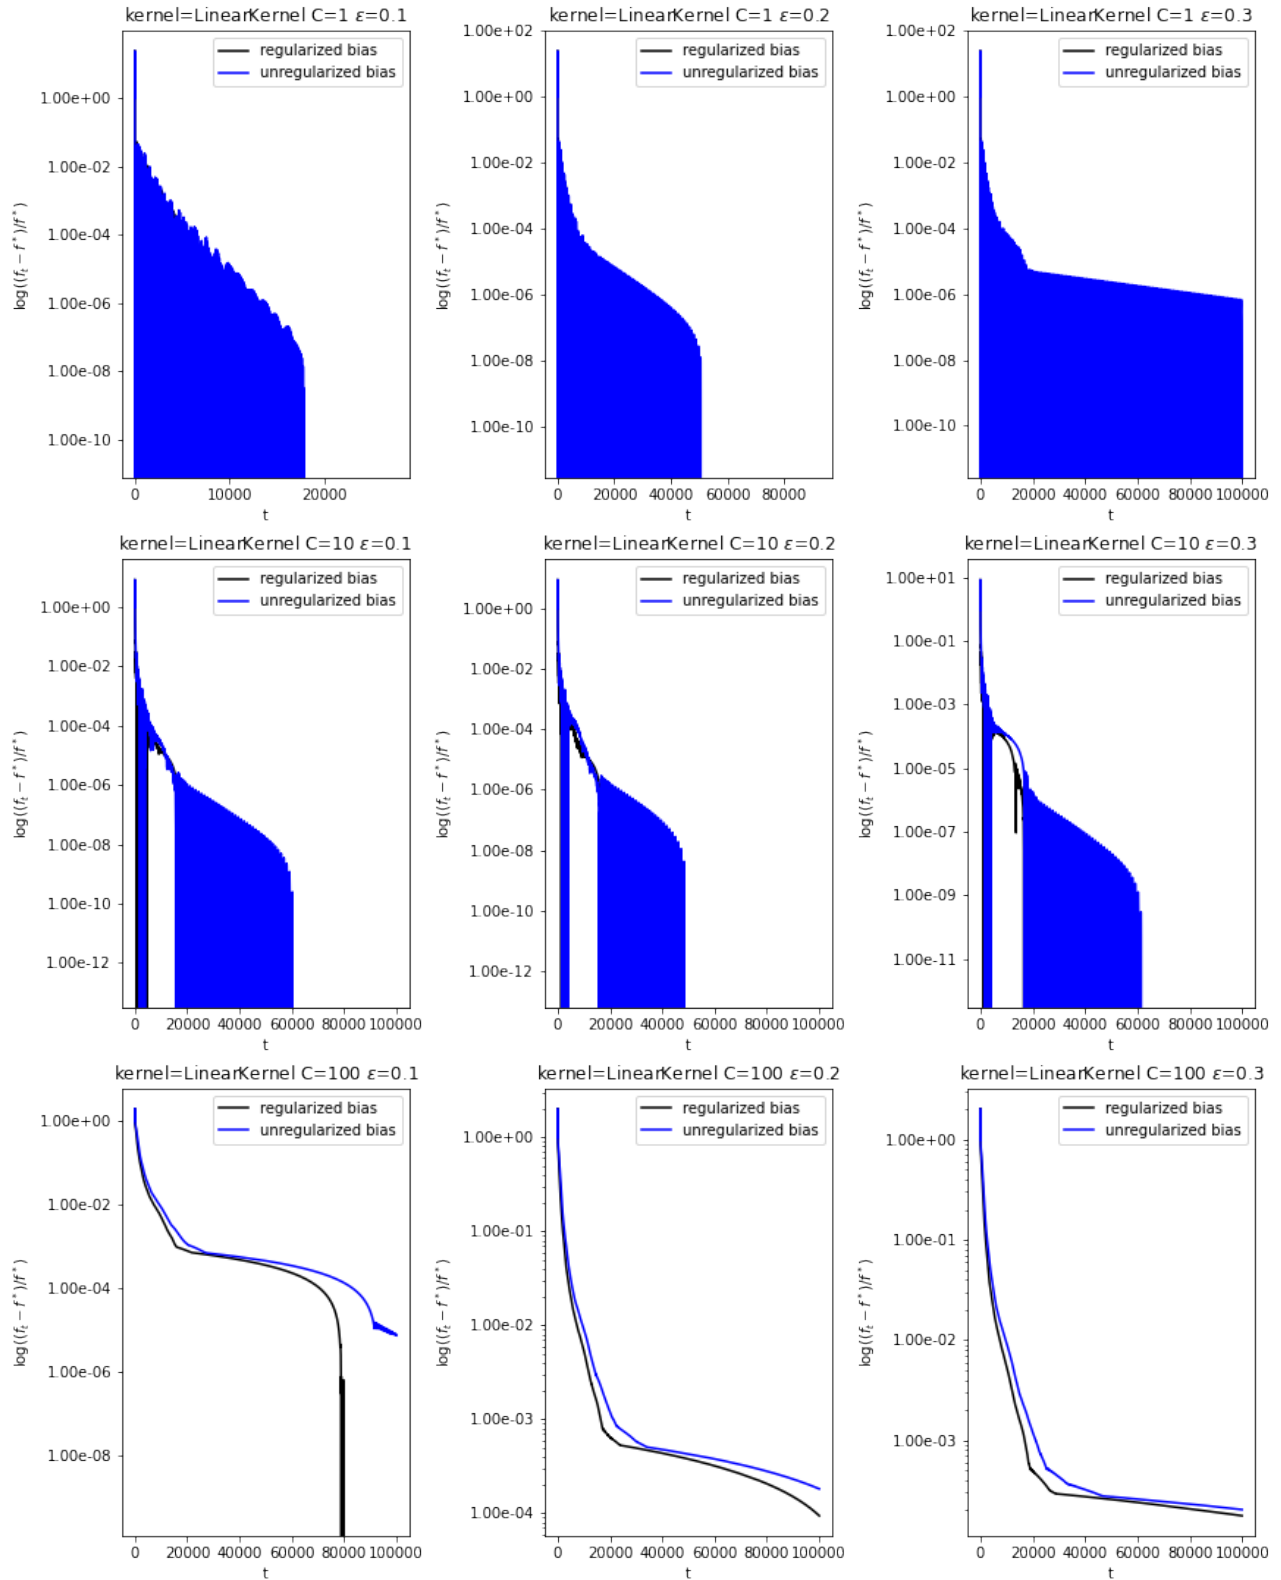 kernel=LinearKernel C=1 ε=0.1
regularized bias
unregularized bias
1.00e+00
1.00e-02
1.00e-04
1.00e-06
1.00e-08
1.00e-10
log((f_t − f*)/f*)
0 10000 20000
t
kernel=LinearKernel C=1 ε=0.2
regularized bias
unregularized bias
1.00e+02
1.00e+00
1.00e-02
1.00e-04
1.00e-06
1.00e-08
1.00e-10
log((f_t − f*)/f*)
0 20000 40000 60000 80000
t
kernel=LinearKernel C=1 ε=0.3
regularized bias
unregularized bias
1.00e+02
1.00e+00
1.00e-02
1.00e-04
1.00e-06
1.00e-08
1.00e-10
log((f_t − f*)/f*)
0 20000 40000 60000 80000 100000
t
kernel=LinearKernel C=10 ε=0.1
regularized bias
unregularized bias
1.00e+00
1.00e-02
1.00e-04
1.00e-06
1.00e-08
1.00e-10
1.00e-12
log((f_t − f*)/f*)
0 20000 40000 60000 80000 100000
t
kernel=LinearKernel C=10 ε=0.2
regularized bias
unregularized bias
1.00e+00
1.00e-02
1.00e-04
1.00e-06
1.00e-08
1.00e-10
1.00e-12
log((f_t − f*)/f*)
0 20000 40000 60000 80000 100000
t
kernel=LinearKernel C=10 ε=0.3
regularized bias
unregularized bias
1.00e+01
1.00e-01
1.00e-03
1.00e-05
1.00e-07
1.00e-09
1.00e-11
log((f_t − f*)/f*)
0 20000 40000 60000 80000 100000
t
kernel=LinearKernel C=100 ε=0.1
regularized bias
unregularized bias
1.00e+00
1.00e-02
1.00e-04
1.00e-06
1.00e-08
log((f_t − f*)/f*)
0 20000 40000 60000 80000 100000
t
kernel=LinearKernel C=100 ε=0.2
regularized bias
unregularized bias
1.00e+00
1.00e-01
1.00e-02
1.00e-03
1.00e-04
log((f_t − f*)/f*)
0 20000 40000 60000 80000 100000
t
kernel=LinearKernel C=100 ε=0.3
regularized bias
unregularized bias
1.00e+00
1.00e-01
1.00e-02
1.00e-03
log((f_t − f*)/f*)
0 20000 40000 60000 80000 100000
t